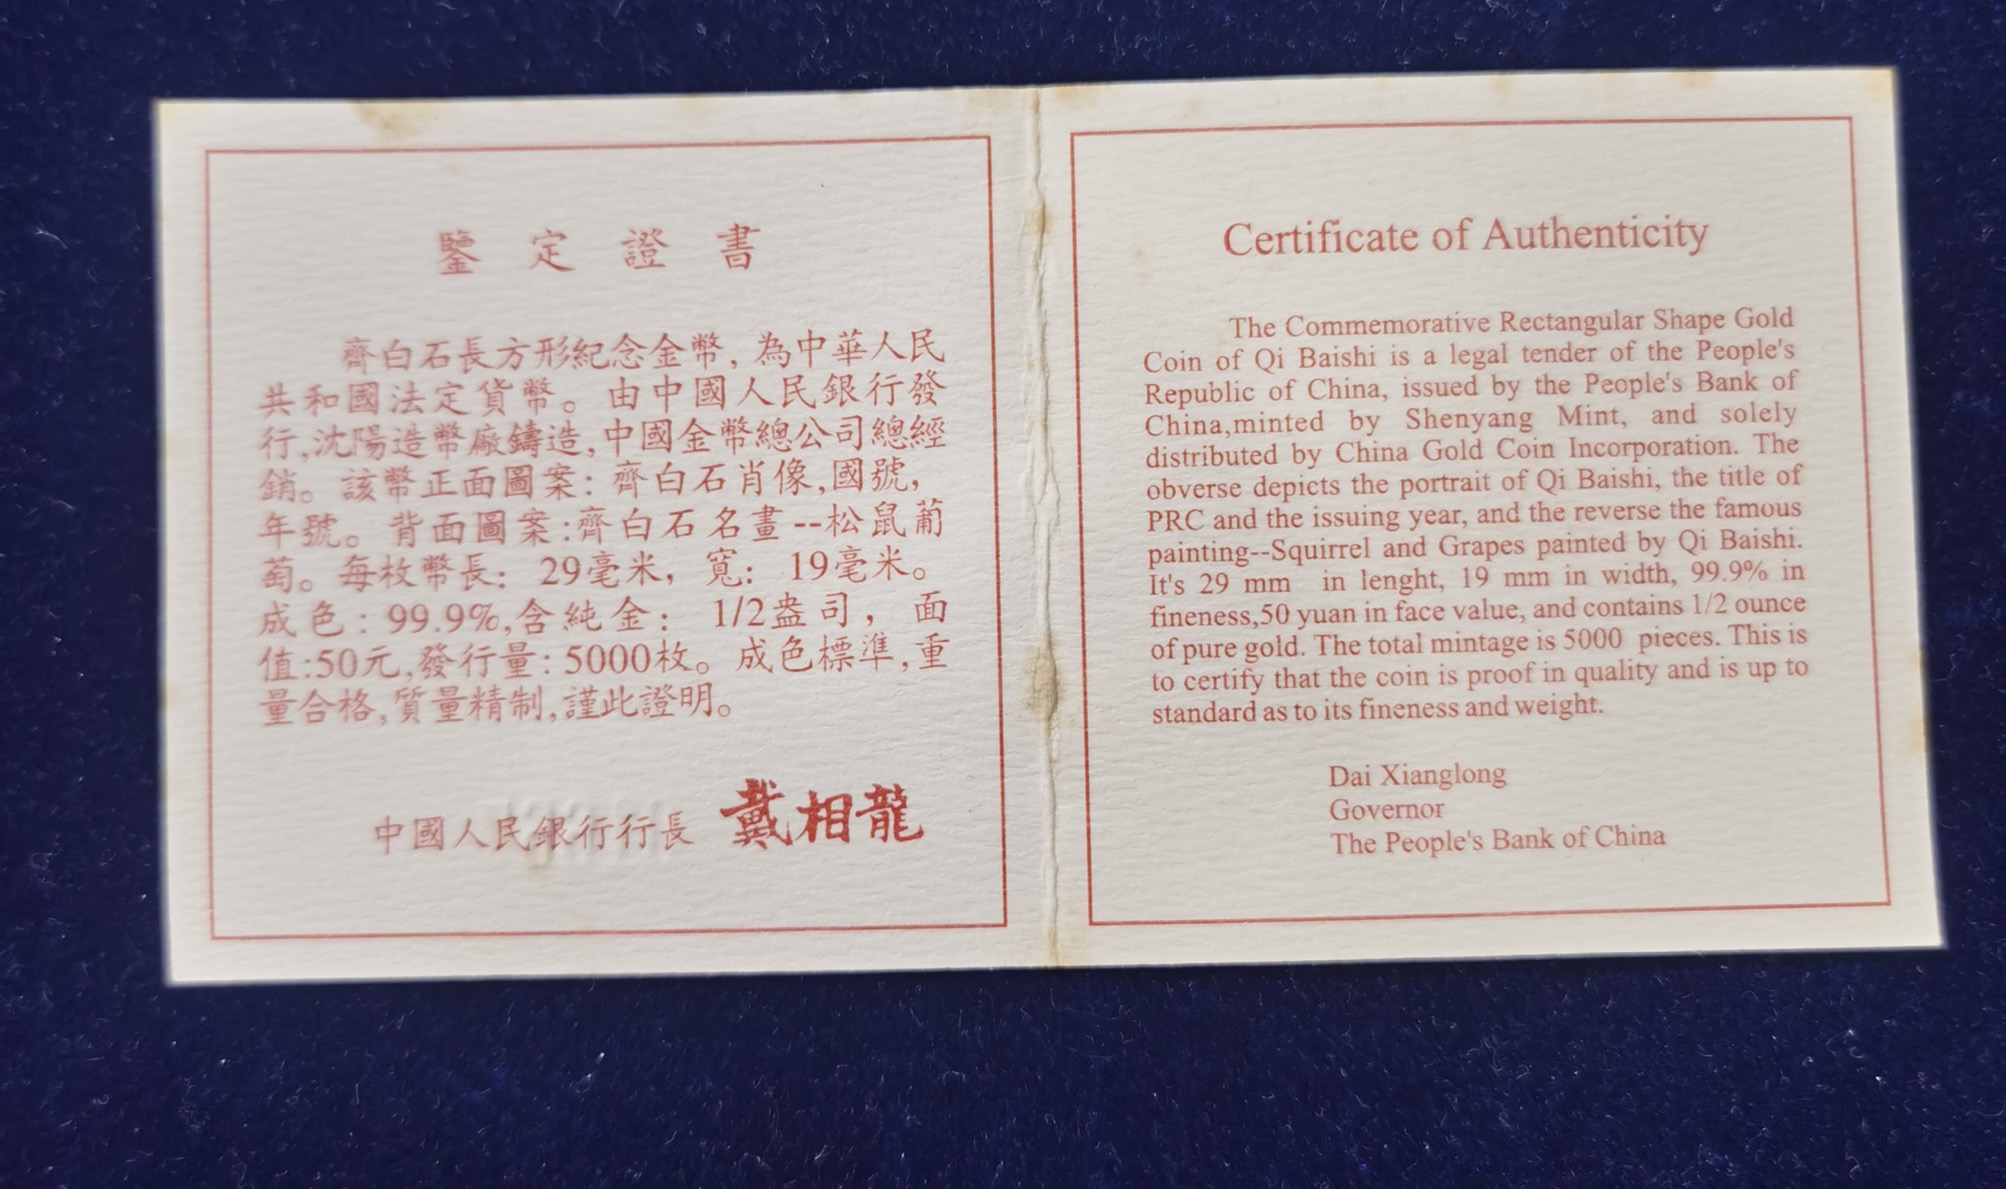 鑒定證書
齊白石長方形紀念金幣,為中華人民
共和國法定貨幣。由中國人民銀行發
行,沈陽造幣廠鑄造,中國金幣總公司總經
銷。該幣正面圖案:齊白石肖像,國號,
年號。背面圖案:齊白石名畫--松鼠葡
萄。每枚幣長:29毫米,寬:19毫米。
成色:99.9%,含純金:1/2盎司,面
值:50元,發行量:5000枚。成色標準,重
量合格,質量精制,謹此證明。
中國人民銀行行長 戴相龍
Certificate of Authenticity
The Commemorative Rectangular Shape Gold
Coin of Qi Baishi is a legal tender of the People's
Republic of China, issued by the People's Bank of
China,minted by Shenyang Mint, and solely
distributed by China Gold Coin Incorporation. The
obverse depicts the portrait of Qi Baishi, the title of
PRC and the issuing year, and the reverse the famous
painting--Squirrel and Grapes painted by Qi Baishi.
It's 29 mm in lenght, 19 mm in width, 99.9% in
fineness,50 yuan in face value, and contains 1/2 ounce
of pure gold. The total mintage is 5000 pieces. This is
to certify that the coin is proof in quality and is up to
standard as to its fineness and weight.
Dai Xianglong
Governor
The People's Bank of China